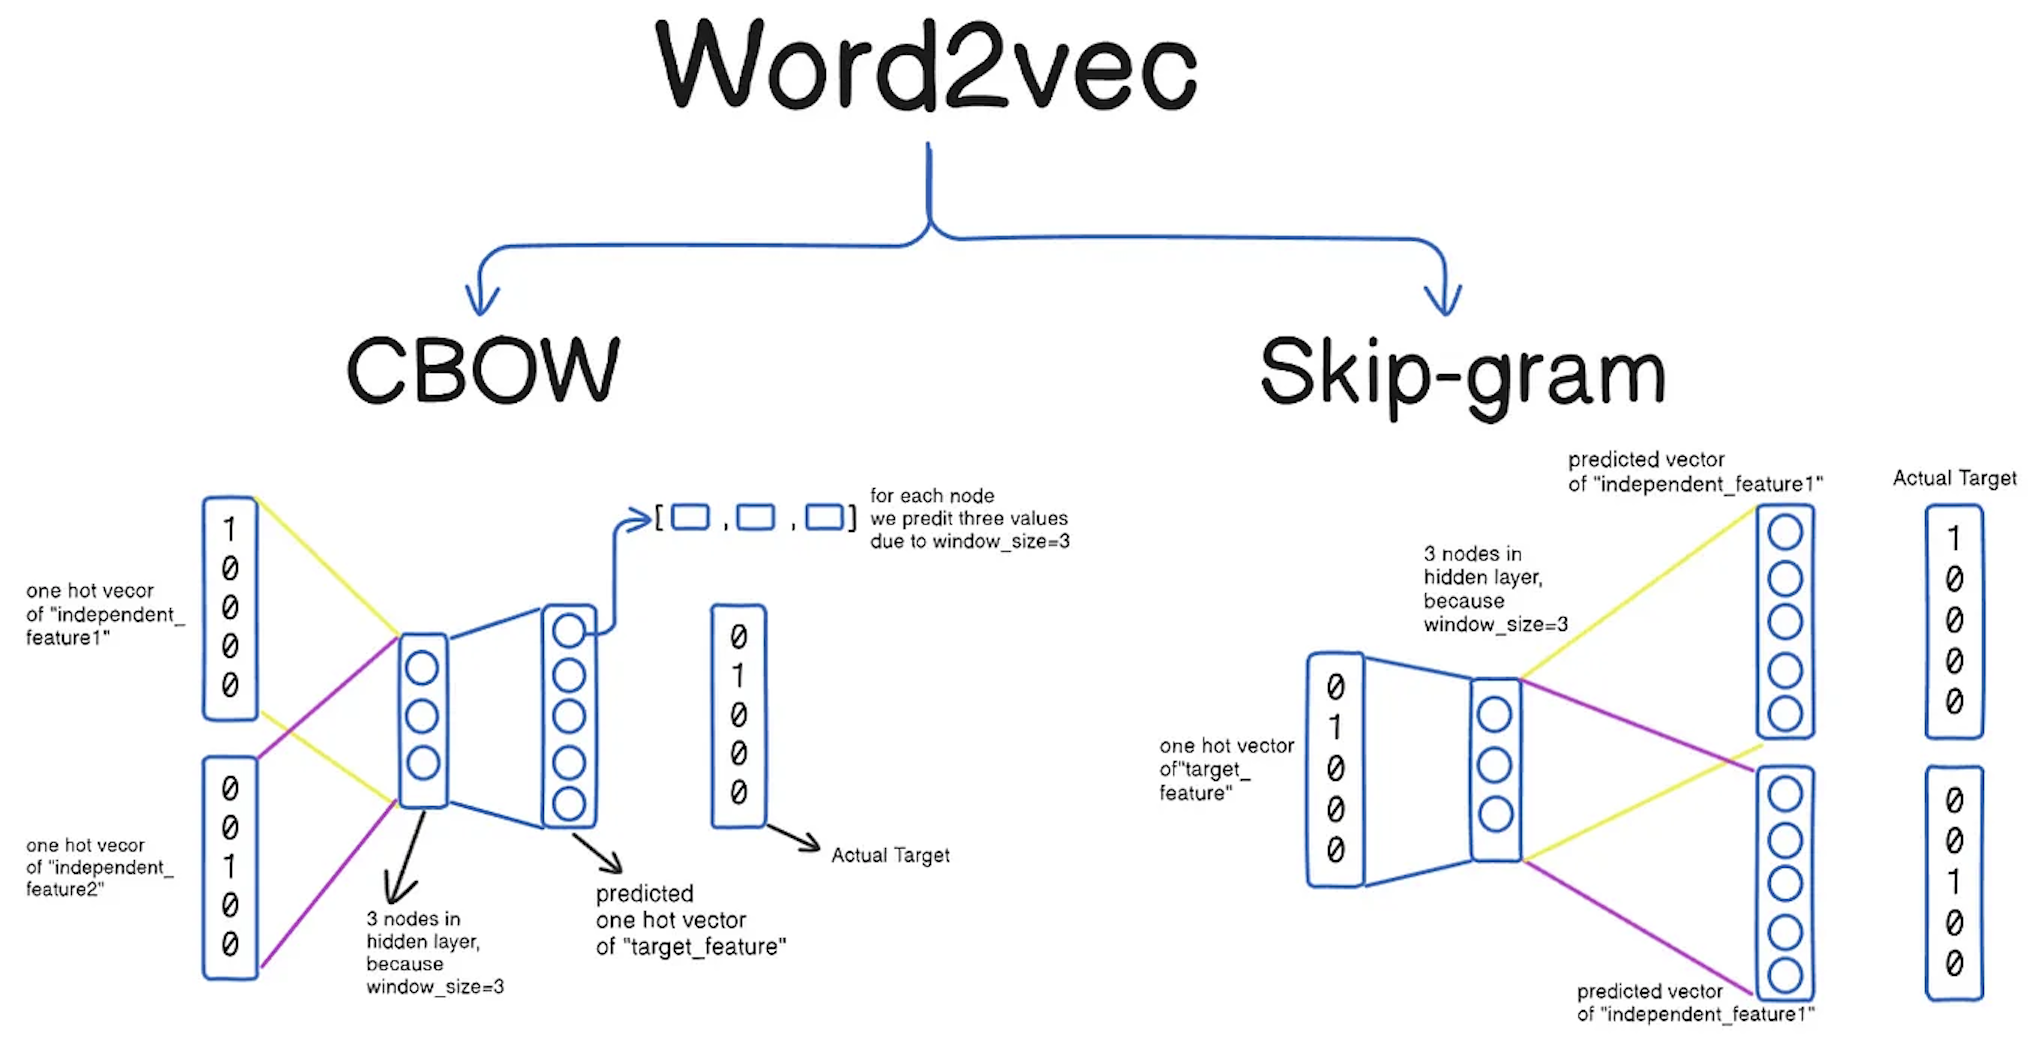 Word2vec
CBOW
Skip-gram
one hot vecor
of "independent_
feature1"
1
0
0
0
0
one hot vecor
of "independent_
feature2"
0
0
1
0
0
[ , , ]
for each node
we predit three values
due to window_size=3
3 nodes in
hidden layer,
because
window_size=3
predicted
one hot vector
of "target_feature"
0
1
0
0
0
Actual Target
one hot vector
of"target_
feature"
0
1
0
0
0
3 nodes in
hidden layer,
because
window_size=3
predicted vector
of "independent_feature1"
predicted vector
of "independent_feature1"
Actual Target
1
0
0
0
0
0
0
1
0
0